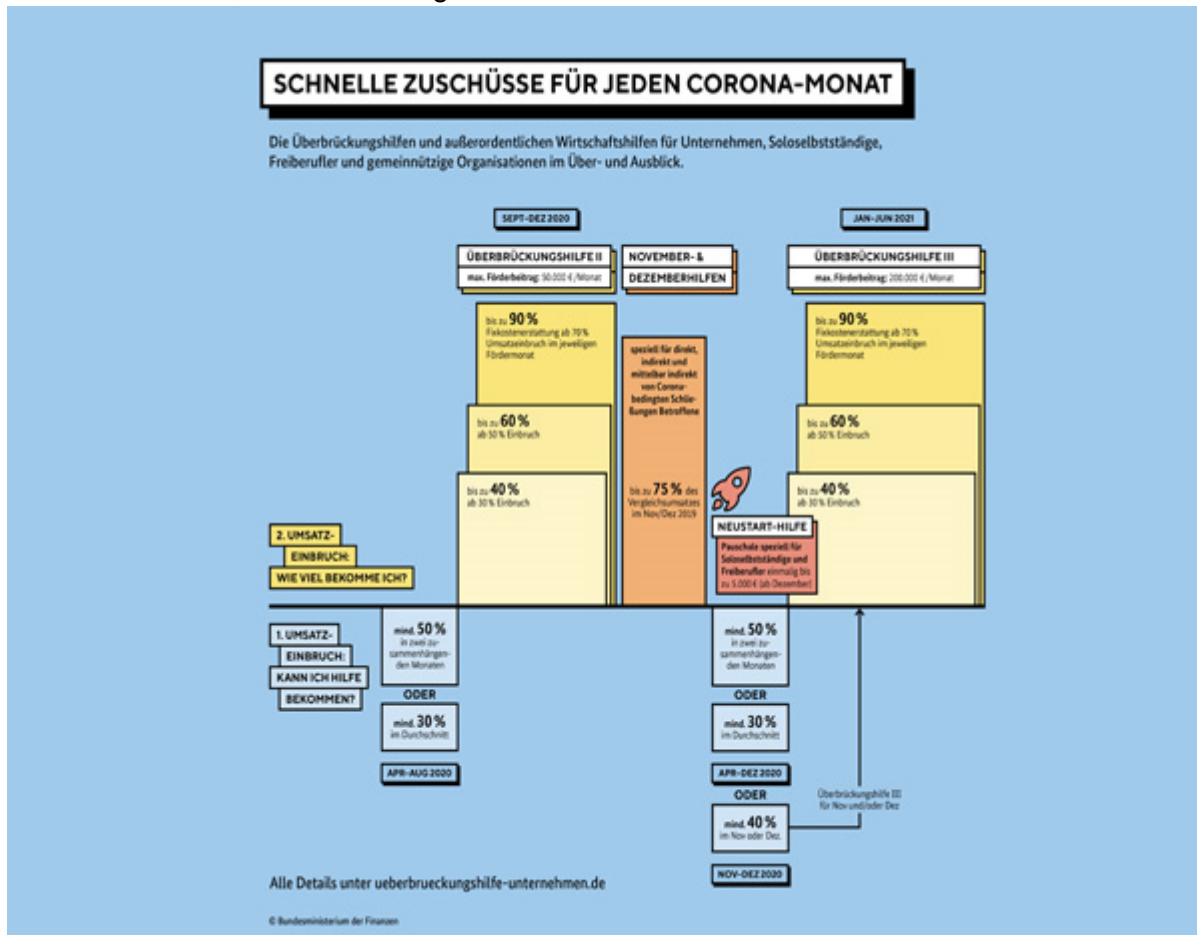 SCHNELLE ZUSCHÜSSE FÜR JEDEN CORONA-MONAT
Die Überbrückungshilfen und außerordentlichen Wirtschaftshilfen für Unternehmen, Soloselbstständige,
Freiberufler und gemeinnützige Organisationen im Über- und Ausblick.
SEPT-DEZ 2020
ÜBERBRÜCKUNGSHILFE II
max. Förderbeitrag: 50.000 €/Monat
bis zu 90 %
Fixkostenerstattung ab 70 %
Umsatzeinbruch im jeweiligen
Fördermonat
bis zu 60 %
ab 50 % Einbruch
bis zu 40 %
ab 30 % Einbruch
NOVEMBER- &
DEZEMBERHILFEN
speziell für direkt,
indirekt und
mittelbar indirekt
von Corona-
bedingten Schlie-
ßungen Betroffene
bis zu 75 % des
Vergleichsumsatzes
im Nov/Dez 2019
NEUSTART-HILFE
Pauschale speziell für
Soloselbstständige und
Freiberufler einmalig bis
zu 5.000 € (ab Dezember)
JAN-JUN 2021
ÜBERBRÜCKUNGSHILFE III
max. Förderbeitrag: 200.000 €/Monat
bis zu 90 %
Fixkostenerstattung ab 70 %
Umsatzeinbruch im jeweiligen
Fördermonat
bis zu 60 %
ab 50 % Einbruch
bis zu 40 %
ab 30 % Einbruch
2. UMSATZ-
EINBRUCH:
WIE VIEL BEKOMME ICH?
1. UMSATZ-
EINBRUCH:
KANN ICH HILFE
BEKOMMEN?
mind. 50 %
in zwei zu-
sammenhängen-
den Monaten
ODER
mind. 30 %
im Durchschnitt
APR-AUG 2020
mind. 50 %
in zwei zu-
sammenhängen-
den Monaten
ODER
mind. 30 %
im Durchschnitt
APR-DEZ 2020
ODER
mind. 40 %
im Nov oder Dez.
NOV-DEZ 2020
Überbrückungshilfe III
für Nov und/oder Dez
Alle Details unter ueberbrueckungshilfe-unternehmen.de
© Bundesministerium der Finanzen